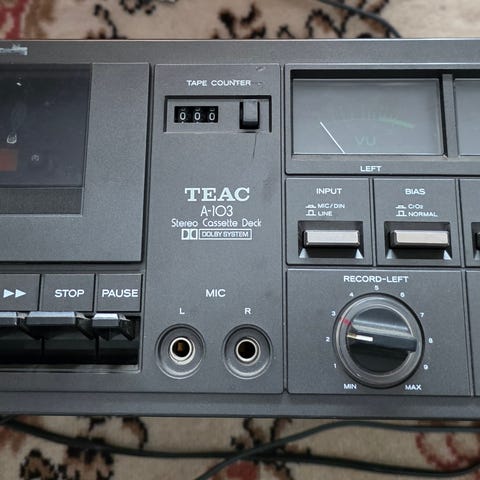 TAPE COUNTER
000
TEAC
A-103
Stereo Cassette Deck
DOLBY SYSTEM
VU
LEFT
INPUT
MIC/DIN
LINE
BIAS
CrO₂
NORMAL
STOP
PAUSE
MIC
L
R
RECORD-LEFT
MIN
2
3
4
5
6
7
8
9
MAX